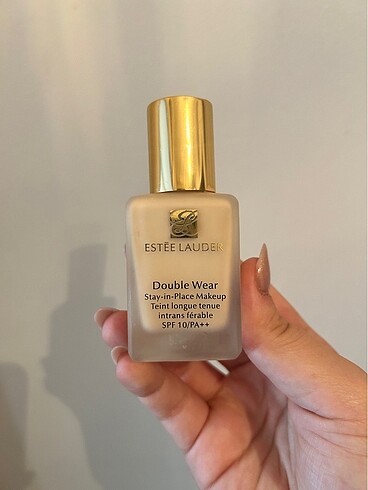 ESTĒE LAUDER
Double Wear
Stay-in-Place Makeup
Teint longue tenue
intrans férable
SPF 10/PA++